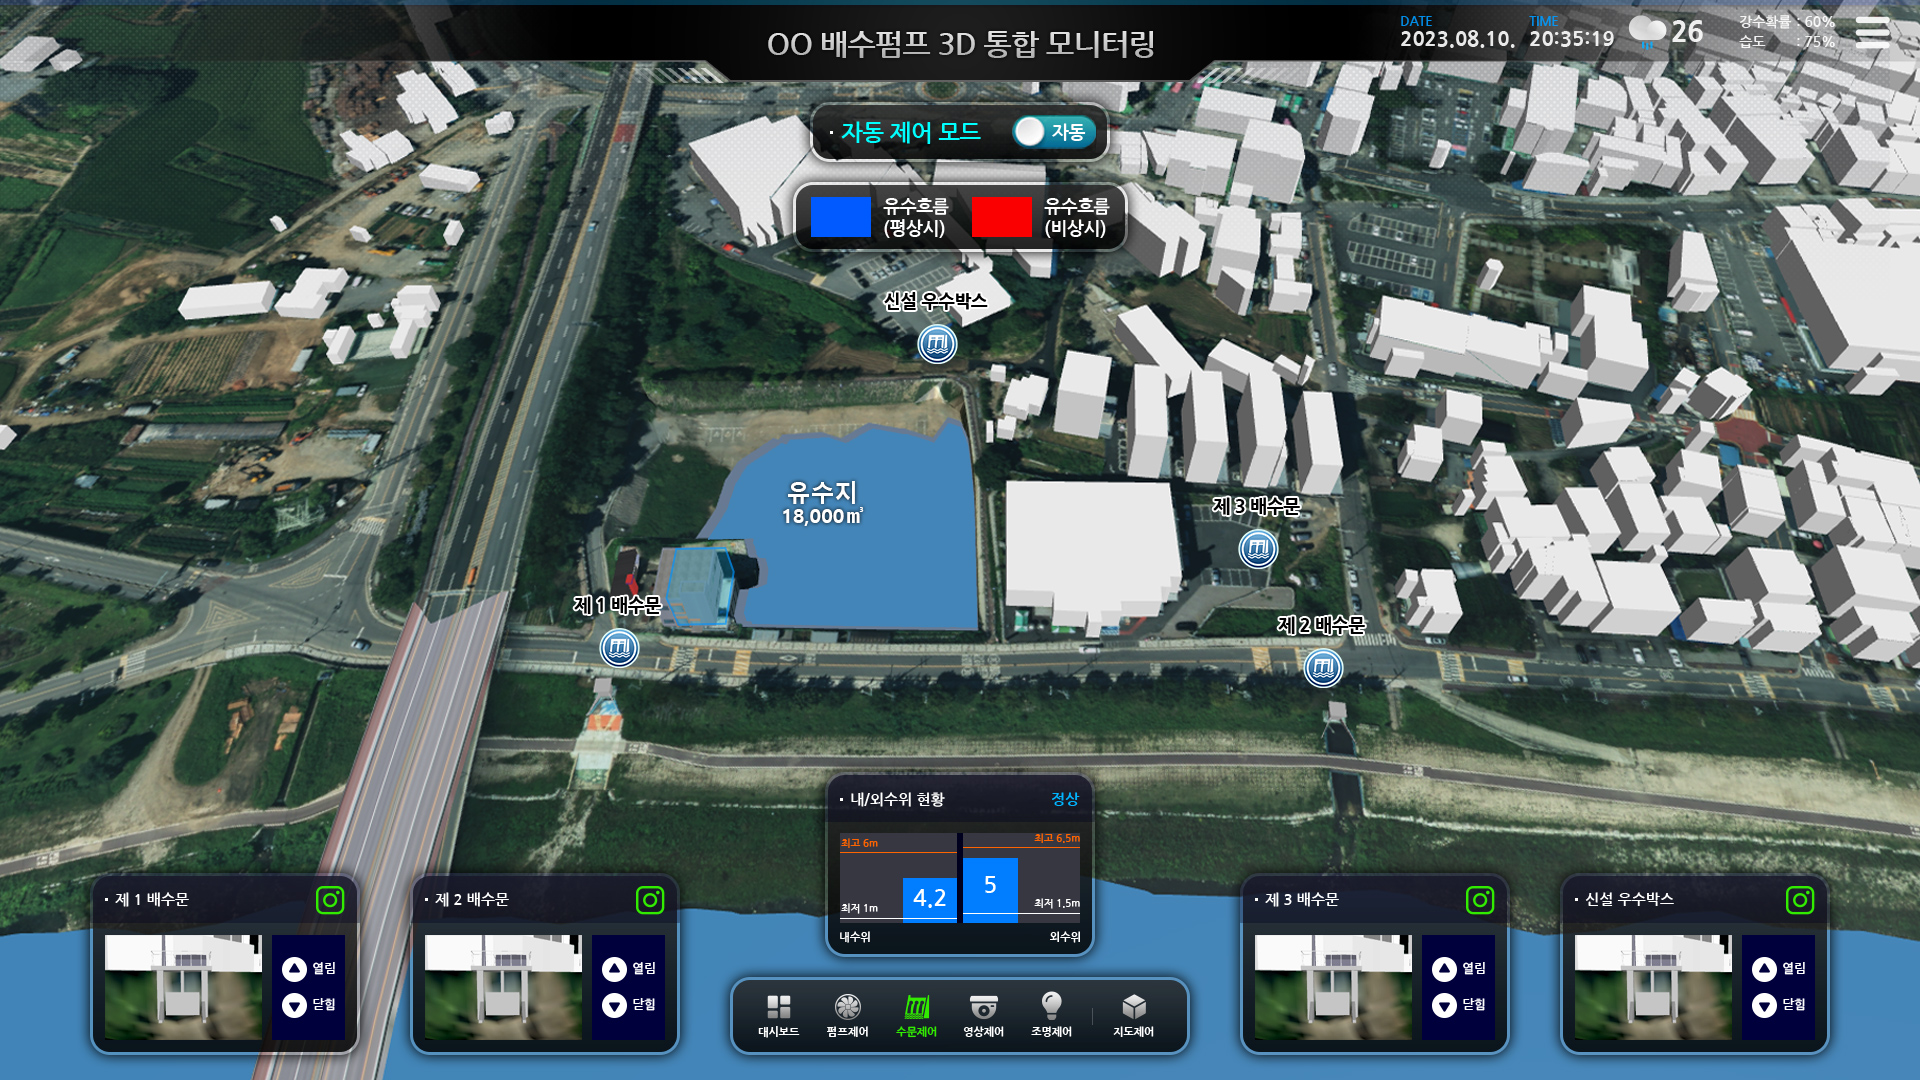 OO 배수펌프 3D 통합 모니터링
DATE
2023.08.10.
TIME
20:35:19
26
강수확률 : 60%
습도 : 75%
· 자동 제어 모드
자동
유수흐름
(평상시)
유수흐름
(비상시)
신설 우수박스
유수지
18,000㎥
제 3 배수문
제 1 배수문
제 2 배수문
· 내/외수위 현황
정상
최고 6m
최고 6.5m
4.2
5
최저 1m
최저 1.5m
내수위
외수위
· 제 1 배수문
열림
닫힘
· 제 2 배수문
열림
닫힘
· 제 3 배수문
열림
닫힘
· 신설 우수박스
열림
닫힘
대시보드
펌프제어
수문제어
영상제어
조명제어
지도제어